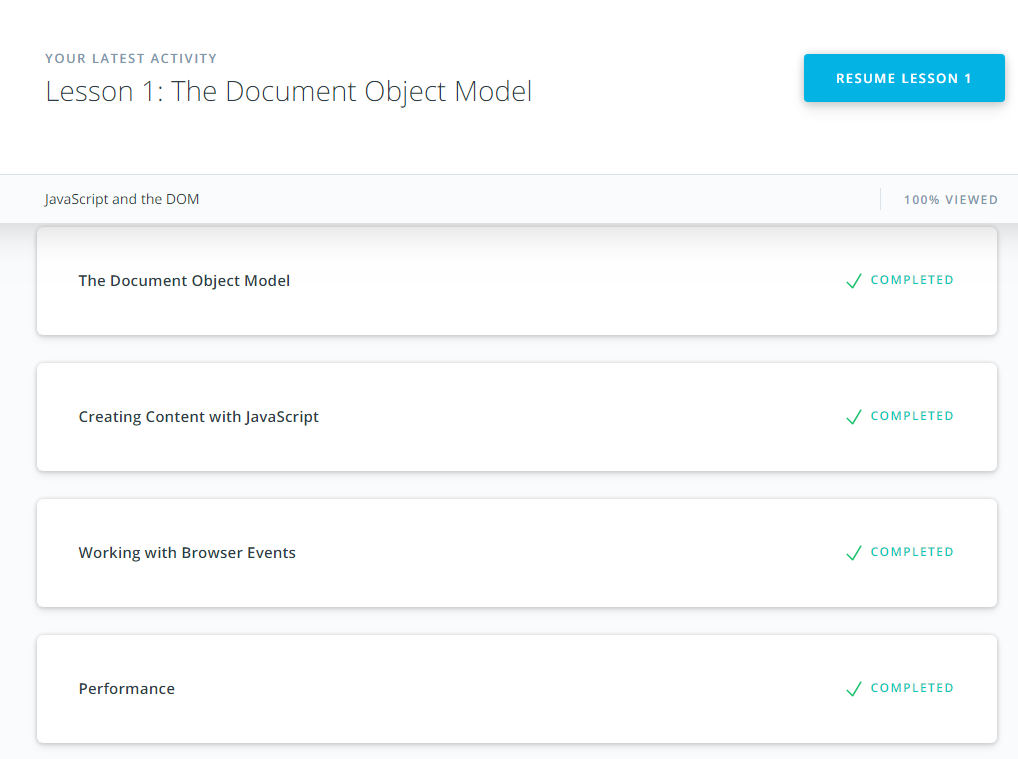 YOUR LATEST ACTIVITY
Lesson 1: The Document Object Model
RESUME LESSON 1
JavaScript and the DOM
100% VIEWED
The Document Object Model
COMPLETED
Creating Content with JavaScript
COMPLETED
Working with Browser Events
COMPLETED
Performance
COMPLETED